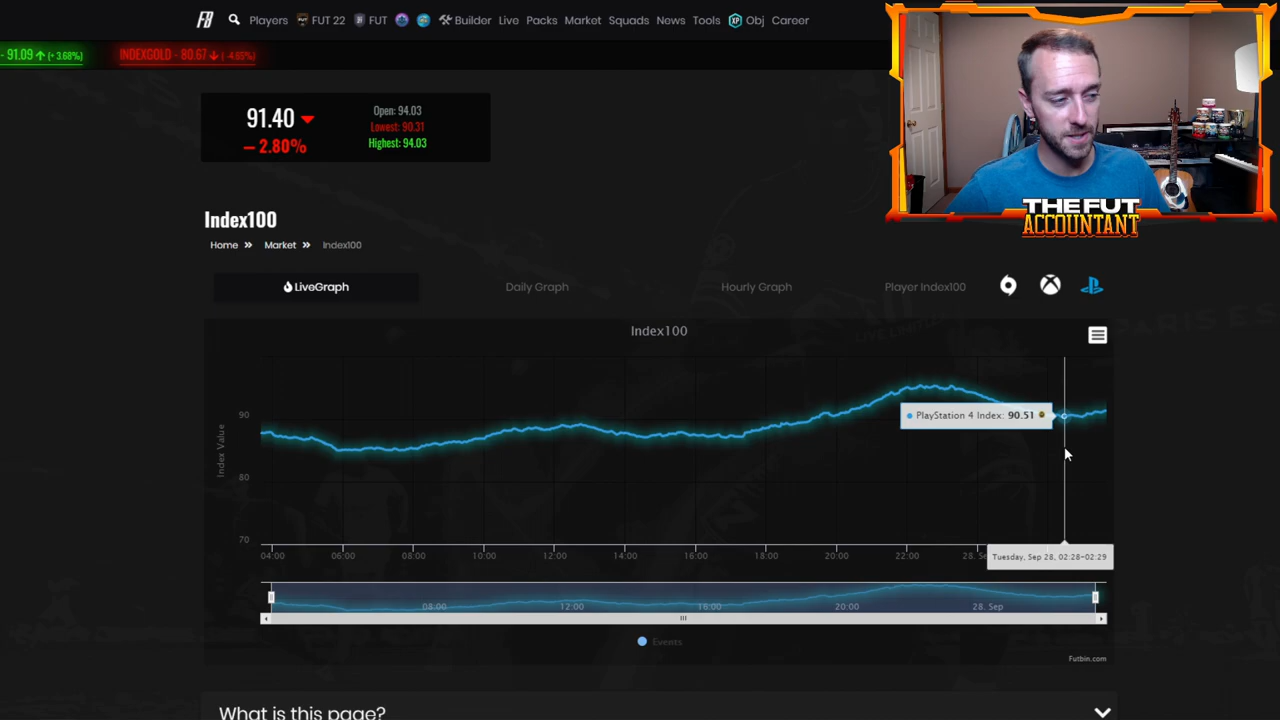 FB Players FUT 22 FUT Builder Live Packs Market Squads News Tools XP Obj Career
- 91.09 (+ 3.68%) INDEXGOLD - 80.67 (-4.65%)
91.40
— 2.80%
Open: 94.03
Lowest: 90.31
Highest: 94.03
THE FUT
ACCOUNTANT
Index100
Home » Market » Index100
LiveGraph Daily Graph Hourly Graph Player Index100
Index100
PlayStation 4 Index: 90.51
Index Value
90
80
70
04:00 06:00 08:00 10:00 12:00 14:00 16:00 18:00 20:00 22:00 28. Se
Tuesday, Sep 28, 02:28-02:29
08:00 12:00 16:00 20:00 28. Sep
Events
Futbin.com
What is this page?